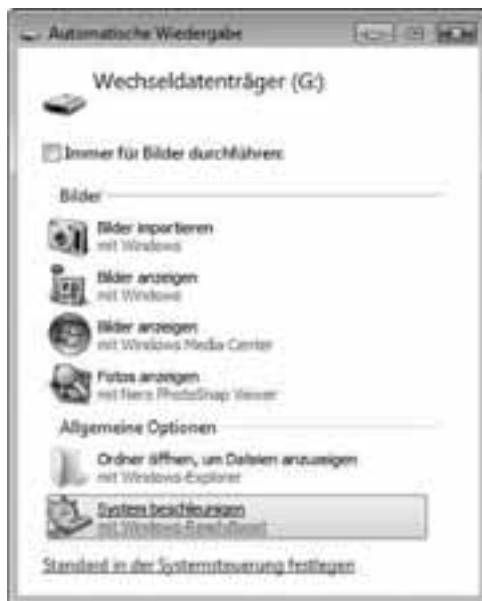 Automatische Wiedergabe
Wechseldatenträger (G:)
Immer für Bilder durchführen:
Bilder
Bilder importieren
mit Windows
Bilder anzeigen
mit Windows
Bilder anzeigen
mit Windows Media Center
Fotos anzeigen
mit Nero PhotoSnap Viewer
Allgemeine Optionen
Ordner öffnen, um Dateien anzuzeigen
mit Windows-Explorer
System beschleunigen
mit Windows-ReadyBoost
Standard in der Systemsteuerung festlegen